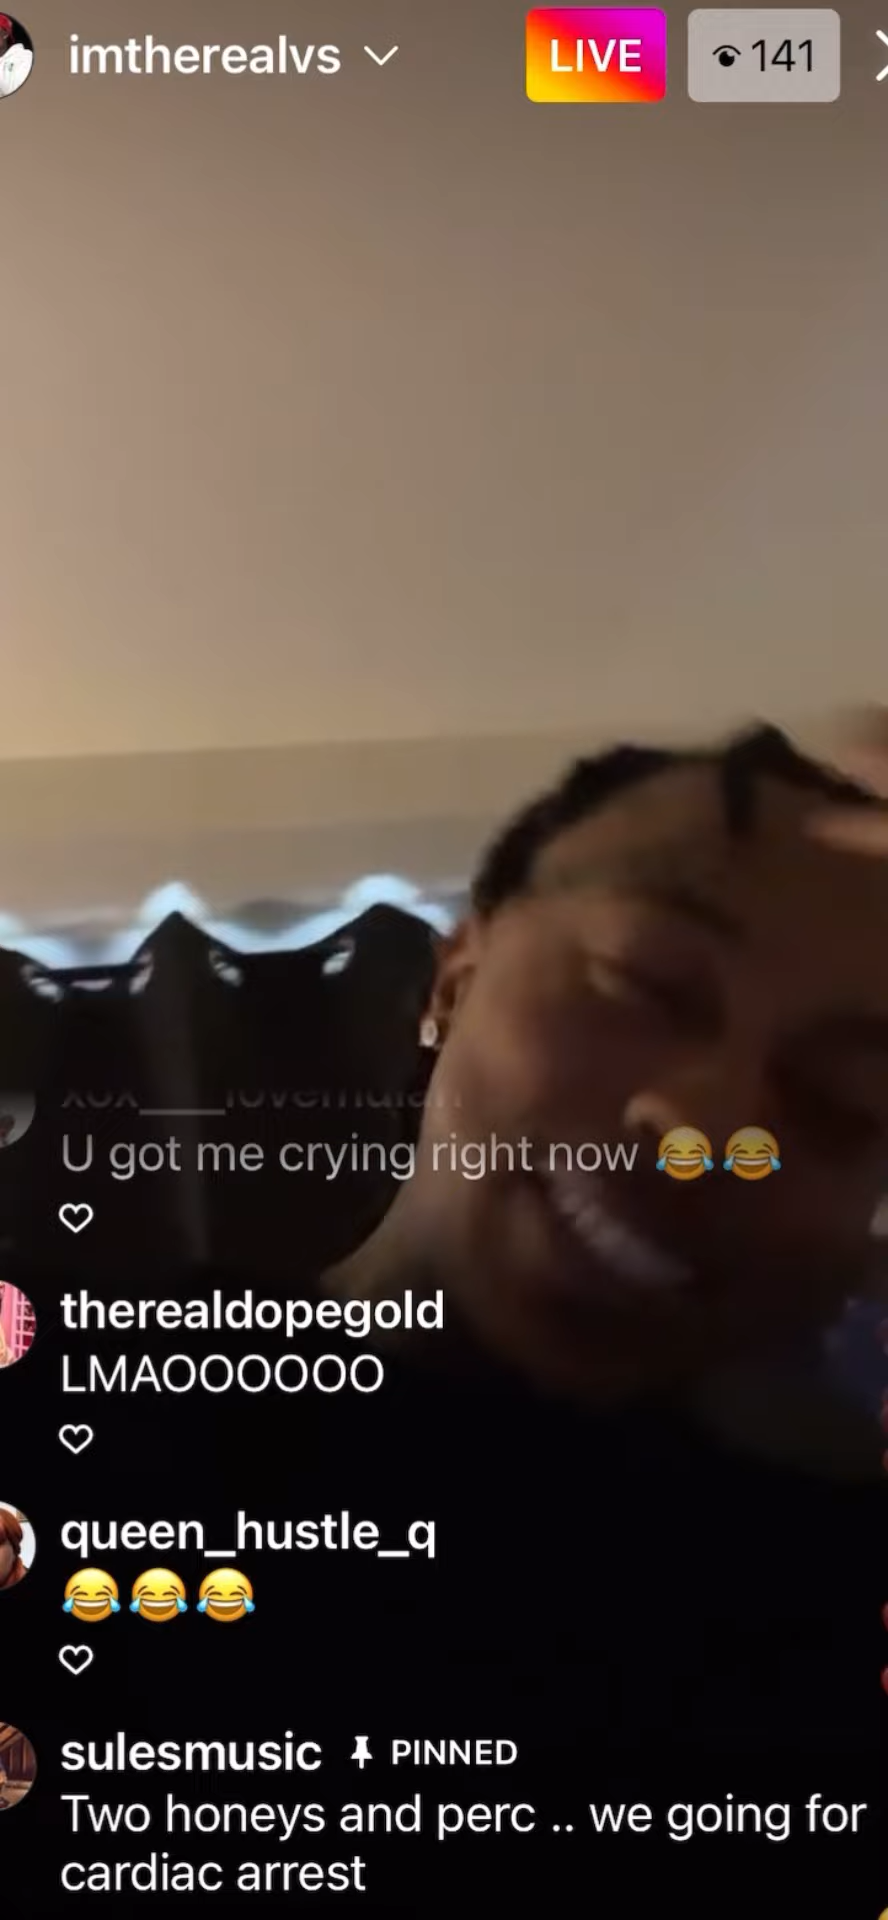 imtherealvs
LIVE
141
U got me crying right now 😂😂
therealdopegold
LMAOOOOOO
queen_hustle_q
😂😂😂
sulesmusic PINNED
Two honeys and perc .. we going for
cardiac arrest